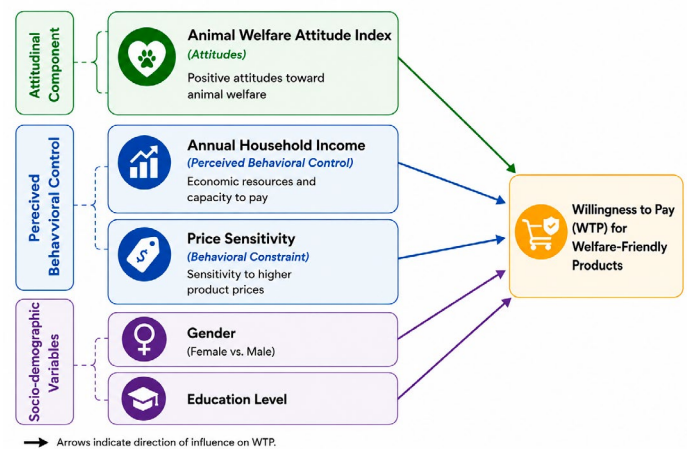 Attitudinal
Component
Animal Welfare Attitude Index
(Attitudes)
Positive attitudes toward
animal welfare
Perecived
Behavvioral Control
Annual Household Income
(Perceived Behavioral Control)
Economic resources and
capacity to pay
Price Sensitivity
(Behavioral Constraint)
Sensitivity to higher
product prices
$
Socio-demographic
Variables
Gender
(Female vs. Male)
Education Level
Willingness to Pay
(WTP) for
Welfare-Friendly
Products
Arrows indicate direction of influence on WTP.